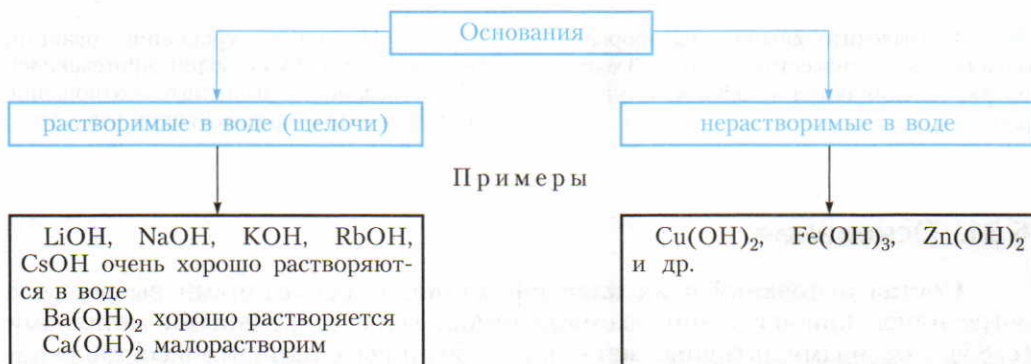 Основания
растворимые в воде (щелочи)
нерастворимые в воде
Примеры
LiOH, NaOH, KOH, RbOH,
CsOH очень хорошо растворяют-
ся в воде
Ba(OH)₂ хорошо растворяется
Ca(OH)₂ малорастворим
Cu(OH)₂, Fe(OH)₃, Zn(OH)₂
и др.